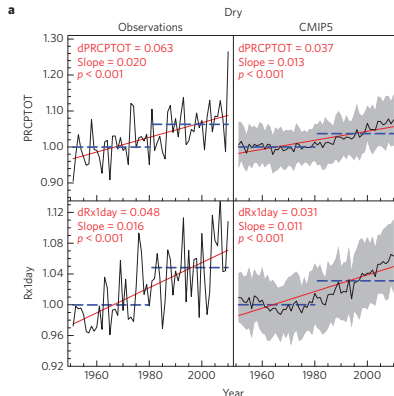 a
Dry
Observations CMIP5
PRCPTOT
1.30
1.20
1.10
1.00
0.90
dPRCPTOT = 0.063
Slope = 0.020
p < 0.001
dPRCPTOT = 0.037
Slope = 0.013
p < 0.001
Rx1day
1.12
1.08
1.04
1.00
0.96
0.92
dRx1day = 0.048
Slope = 0.016
p < 0.001
dRx1day = 0.031
Slope = 0.011
p < 0.001
1960 1980 2000 1960 1980 2000
Year